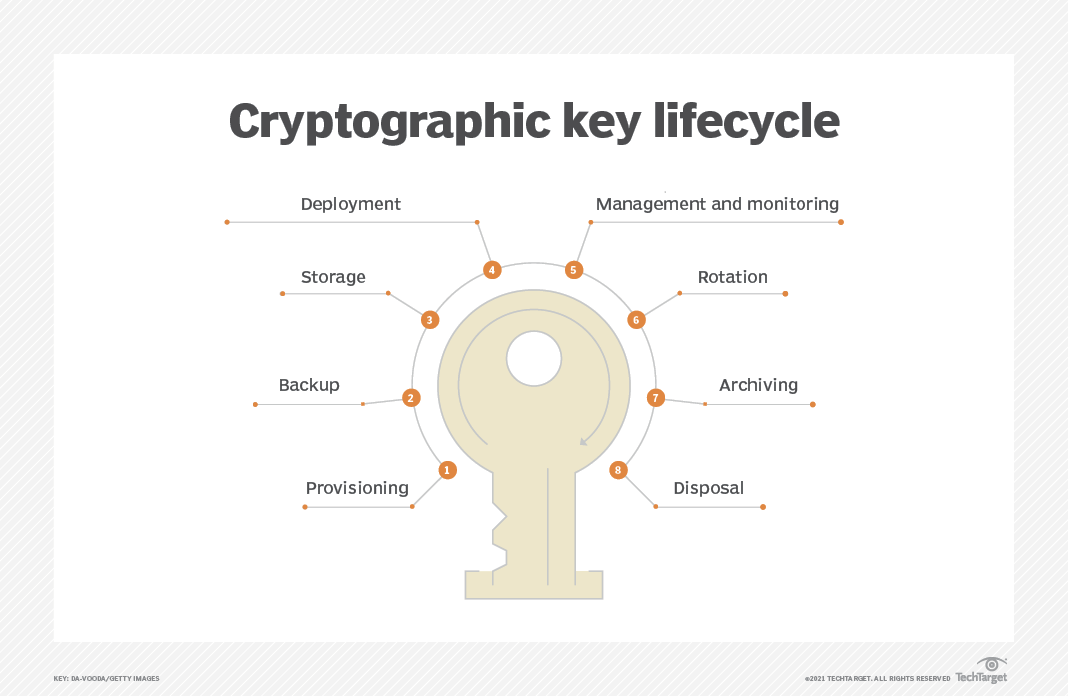 Cryptographic key lifecycle
Deployment
Management and monitoring
4
5
Storage
Rotation
3
6
Backup
Archiving
2
7
1
8
Provisioning
Disposal
KEY: DA-VOODA/GETTY IMAGES
©2021 TECHTARGET. ALL RIGHTS RESERVED
TechTarget